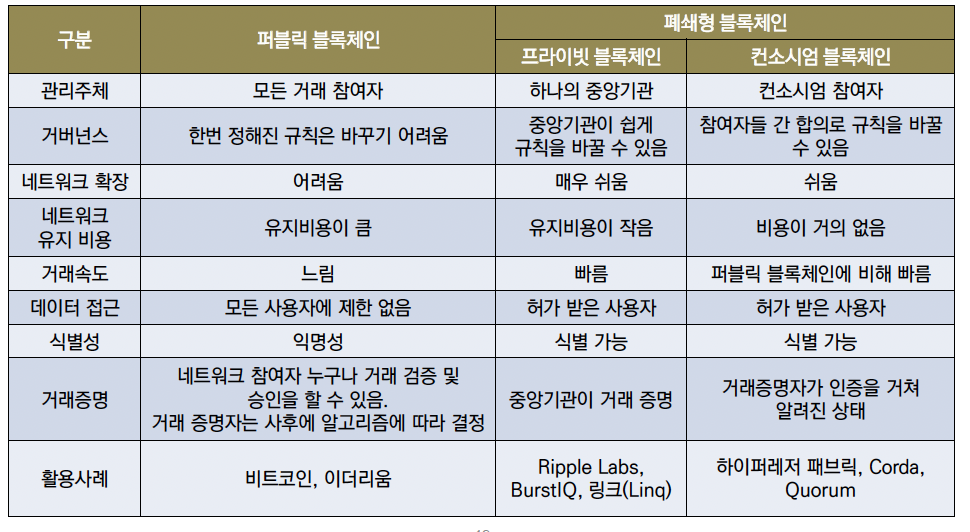 구분
퍼블릭 블록체인
폐쇄형 블록체인
프라이빗 블록체인
컨소시엄 블록체인
관리주체
모든 거래 참여자
하나의 중앙기관
컨소시엄 참여자
거버넌스
한번 정해진 규칙은 바꾸기 어려움
중앙기관이 쉽게
규칙을 바꿀 수 있음
참여자들 간 합의로 규칙을 바꿀
수 있음
네트워크 확장
어려움
매우 쉬움
쉬움
네트워크
유지 비용
유지비용이 큼
유지비용이 작음
비용이 거의 없음
거래속도
느림
빠름
퍼블릭 블록체인에 비해 빠름
데이터 접근
모든 사용자에 제한 없음
허가 받은 사용자
허가 받은 사용자
식별성
익명성
식별 가능
식별 가능
거래증명
네트워크 참여자 누구나 거래 검증 및
승인을 할 수 있음.
거래 증명자는 사후에 알고리즘에 따라 결정
중앙기관이 거래 증명
거래증명자가 인증을 거쳐
알려진 상태
활용사례
비트코인, 이더리움
Ripple Labs,
BurstIQ, 링크(Linq)
하이퍼레저 패브릭, Corda,
Quorum